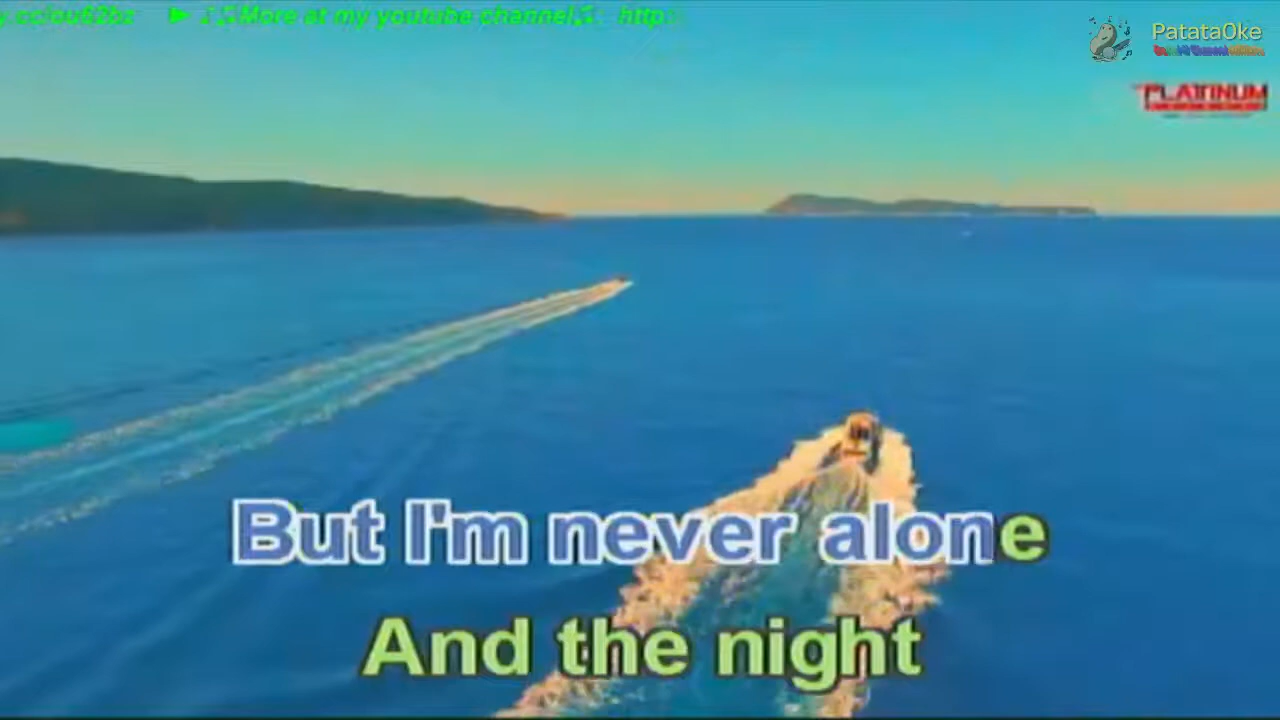 More at my youtube channel
PatataOke
PLATINUM
But I'm never alone
And the night